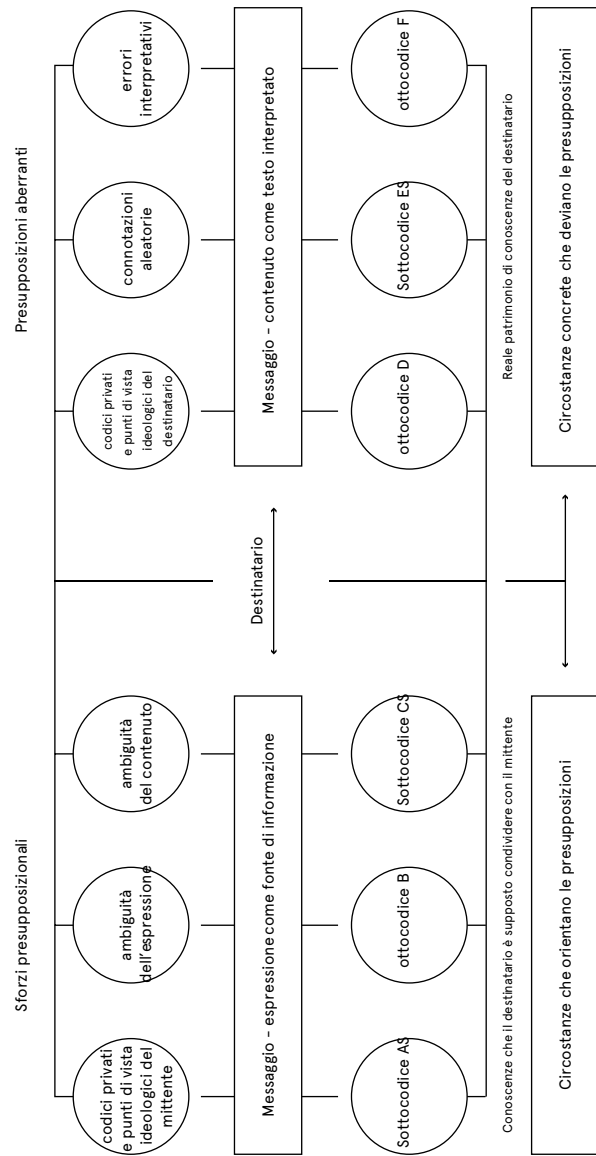 Sforzi presupposizionali
Presupposizioni aberranti
codici privati
e punti di vista
ideologici del
mittente
ambiguità
dell'espressione
ambiguità
del contenuto
codici privati
e punti di vista
ideologici del
destinatario
connotazioni
aleatorie
errori
interpretativi
Messaggio – espressione come fonte di informazione
Destinatario
Messaggio – contenuto come testo interpretato
Sottocodice AS
ottocodice B
Sottocodice CS
ottocodice D
Sottocodice ES
ottocodice F
Conoscenze che il destinatario è supposto condividere con il mittente
Reale patrimonio di conoscenze del destinatario
Circostanze che orientano le presupposizioni
Circostanze concrete che deviano le presupposizioni